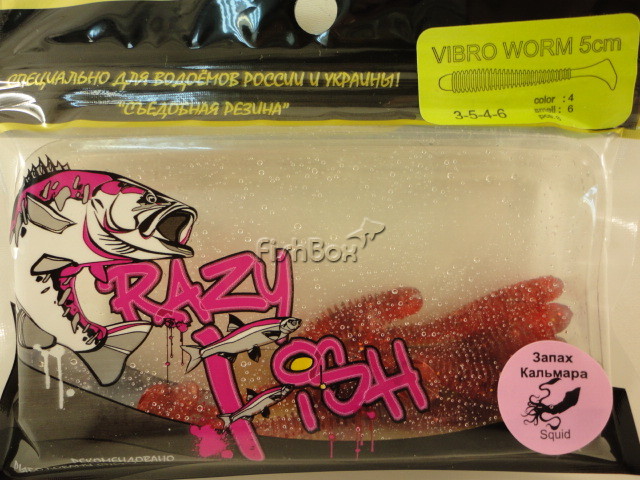 VIBRO WORM 5cm
СПЕЦИАЛЬНО ДЛЯ ВОДОЁМОВ РОССИИ И УКРАИНЫ!
"СЪЕДОБНАЯ РЕЗИНА"
3-5-4-6
color : 4
smell : 6
FishBox
CRAZY
FISH
Запах
Кальмара
Squid
РЕКОМЕНДОВАНО